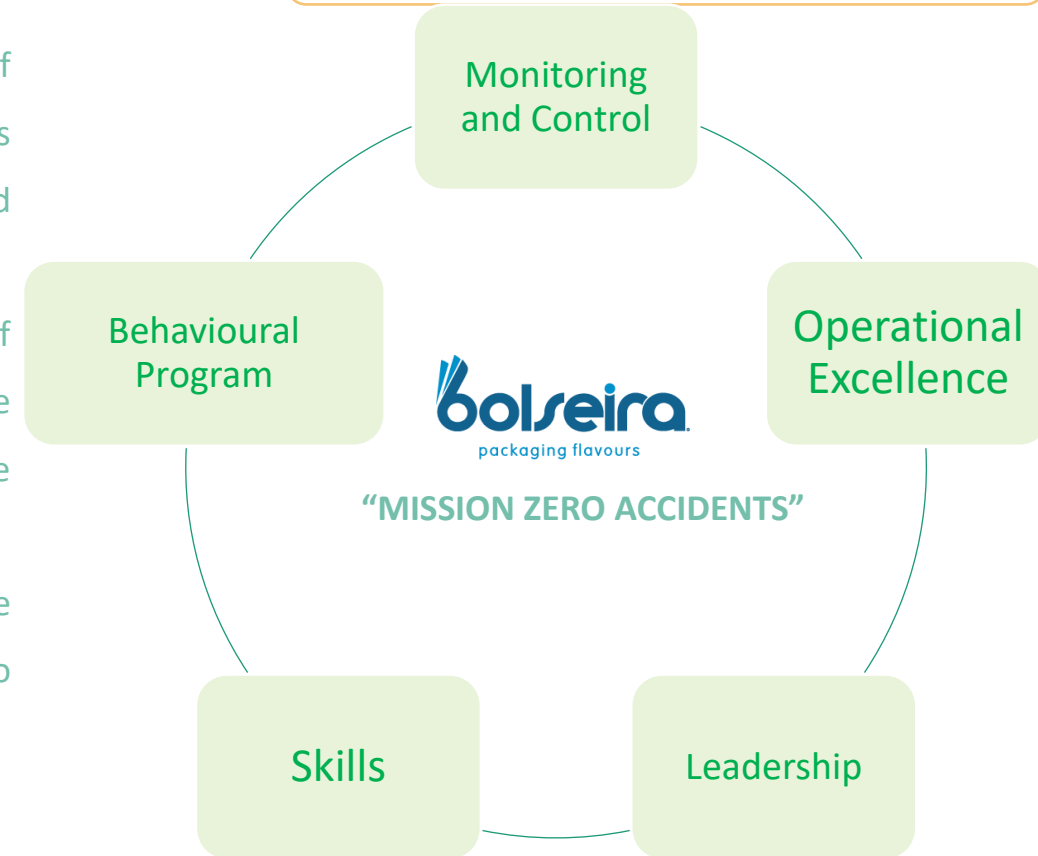 f
s
d
f
e
e
e
o
Monitoring
and Control
Behavioural
Program
Operational
Excellence
bolseira
packaging flavours
“MISSION ZERO ACCIDENTS”
Skills
Leadership